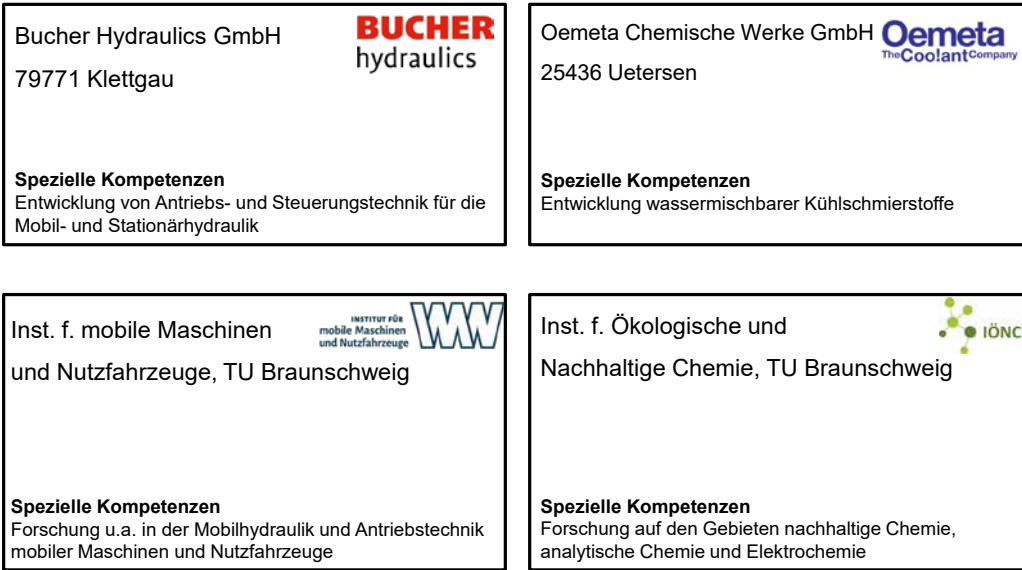 Bucher Hydraulics GmbH
BUCHER
hydraulics
79771 Klettgau
Spezielle Kompetenzen
Entwicklung von Antriebs- und Steuerungstechnik für die
Mobil- und Stationärhydraulik
Oemeta Chemische Werke GmbH
Oemeta
TheCoolantCompany
25436 Uetersen
Spezielle Kompetenzen
Entwicklung wassermischbarer Kühlschmierstoffe
Inst. f. mobile Maschinen
INSTITUT FÜR
mobile Maschinen
und Nutzfahrzeuge
und Nutzfahrzeuge, TU Braunschweig
Spezielle Kompetenzen
Forschung u.a. in der Mobilhydraulik und Antriebstechnik
mobiler Maschinen und Nutzfahrzeuge
Inst. f. Ökologische und
IÖNC
Nachhaltige Chemie, TU Braunschweig
Spezielle Kompetenzen
Forschung auf den Gebieten nachhaltige Chemie,
analytische Chemie und Elektrochemie